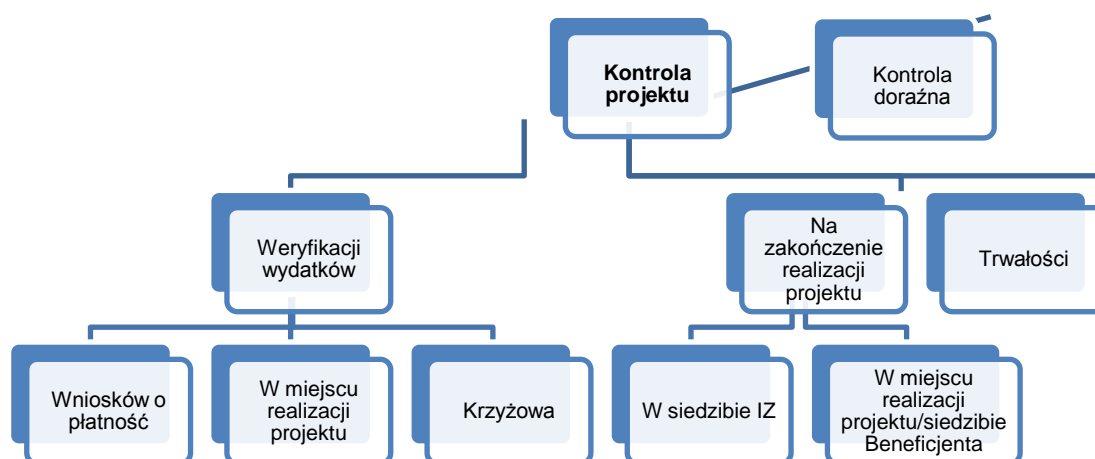 Kontrola
projektu
Kontrola
doraźna
Weryfikacji
wydatków
Na
zakończenie
realizacji
projektu
Trwałości
Wniosków o
płatność
W miejscu
realizacji
projektu
Krzyżowa
W siedzibie IZ
W miejscu
realizacji
projektu/siedzibie
Beneficjenta